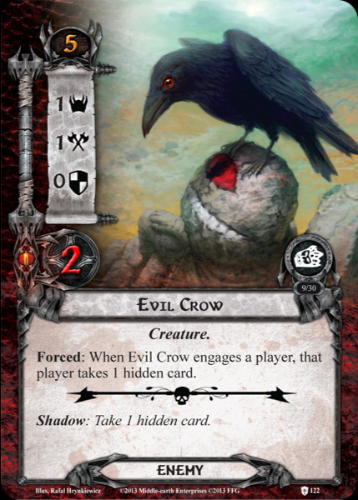 5
1
1
0
2
9/30
EVIL CROW
Creature.
Forced: When Evil Crow engages a player, that
player takes 1 hidden card.
Shadow: Take 1 hidden card.
Illus. Rafał Hrynkiewicz ©2013 Middle-earth Enterprises ©2013 FFG 122
ENEMY